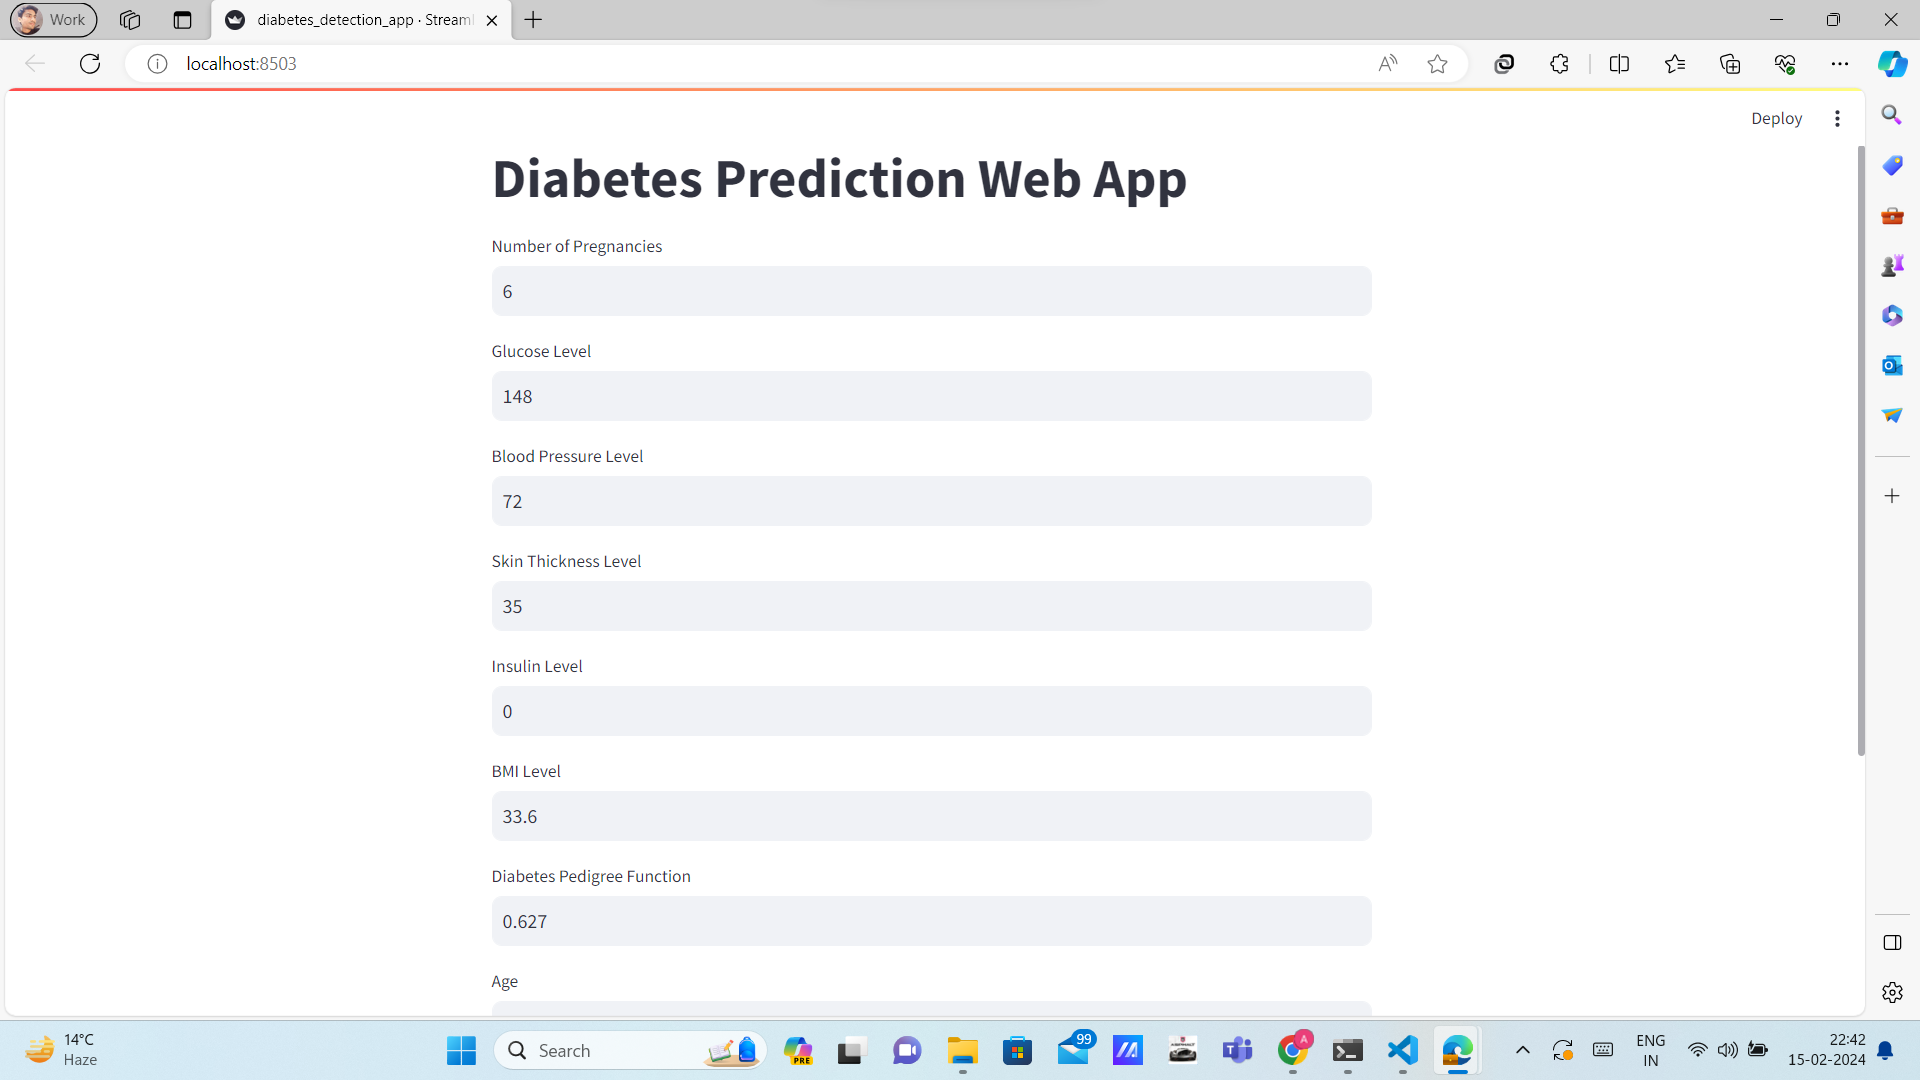 Work
diabetes_detection_app · Streaml
localhost:8503
Deploy
Diabetes Prediction Web App
Number of Pregnancies
6
Glucose Level
148
Blood Pressure Level
72
Skin Thickness Level
35
Insulin Level
0
BMI Level
33.6
Diabetes Pedigree Function
0.627
Age
14°C
Haze
Search
PRE
99
A
ENG
IN
22:42
15-02-2024